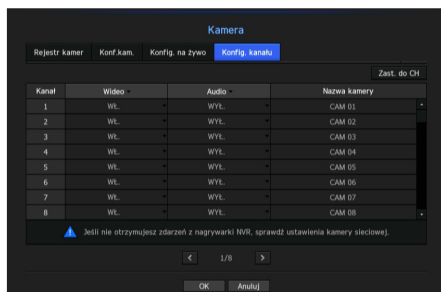 Kamera
Rejestr kamer Konf.kam. Konfig. na żywo Konfig. kanału
Zast. do CH
Kanał Wideo Audio Nazwa kamery
1 WŁ. WYŁ. CAM 01
2 WŁ. WYŁ. CAM 02
3 WŁ. WYŁ. CAM 03
4 WŁ. WYŁ. CAM 04
5 WŁ. WYŁ. CAM 05
6 WŁ. WYŁ. CAM 06
7 WŁ. WYŁ. CAM 07
8 WŁ. WYŁ. CAM 08
Jeśli nie otrzymujesz zdarzeń z nagrywarki NVR, sprawdź ustawienia kamery sieciowej.
< 1/8 >
OK Anuluj